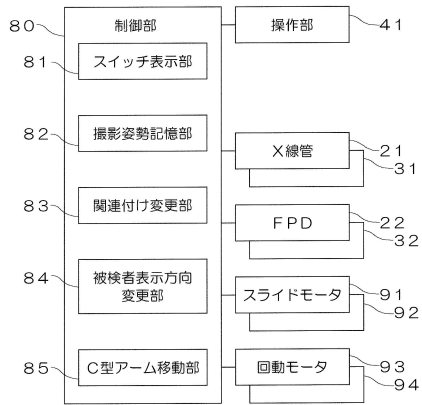 80
制御部
操作部
41
81
スイッチ表示部
82
撮影姿勢記憶部
X線管
21
31
83
関連付け変更部
FPD
22
32
84
被検者表示方向
変更部
スライドモータ
91
92
85
C型アーム移動部
回動モータ
93
94